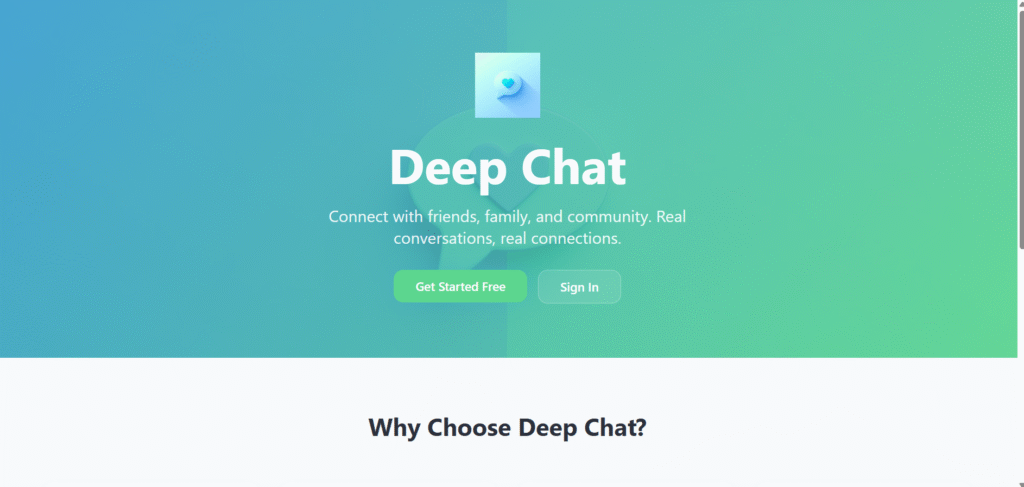 Deep Chat
Connect with friends, family, and community. Real
conversations, real connections.
Get Started Free
Sign In
Why Choose Deep Chat?